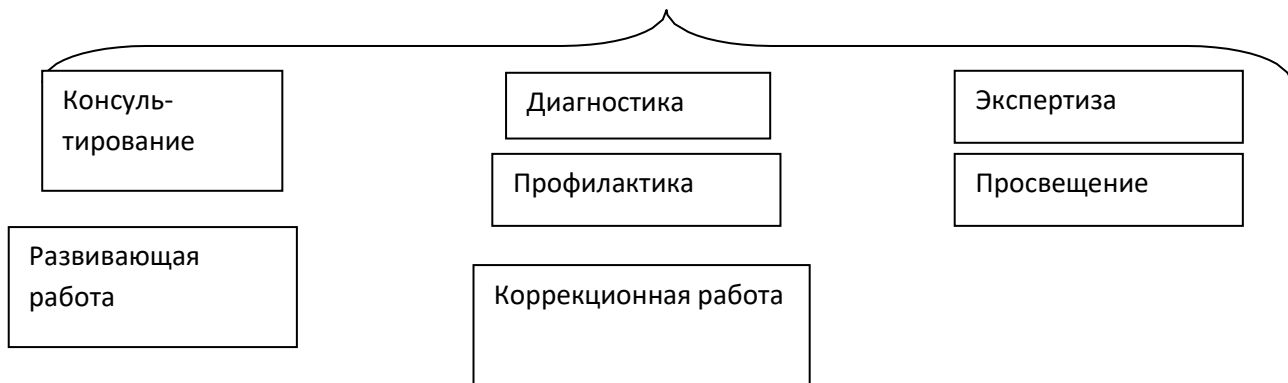 Консуль-
тирование
Диагностика
Экспертиза
Профилактика
Просвещение
Развивающая
работа
Коррекционная работа